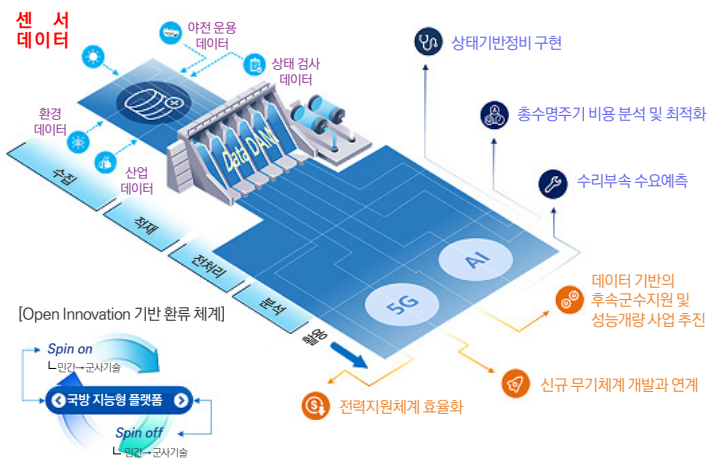 센 서
데이터
야전 운용
데이터
상태 검사
데이터
환경
데이터
산업
데이터
Data DAM
수집
적재
전처리
분석
활용
5G
AI
상태기반정비 구현
총수명주기 비용 분석 및 최적화
수리부속 수요예측
데이터 기반의
후속군수지원 및
성능개량 사업 추진
신규 무기체계 개발과 연계
전력지원체계 효율화
[Open Innovation 기반 환류 체계]
Spin on
민간→군사기술
국방 지능형 플랫폼
Spin off
민간→군사기술